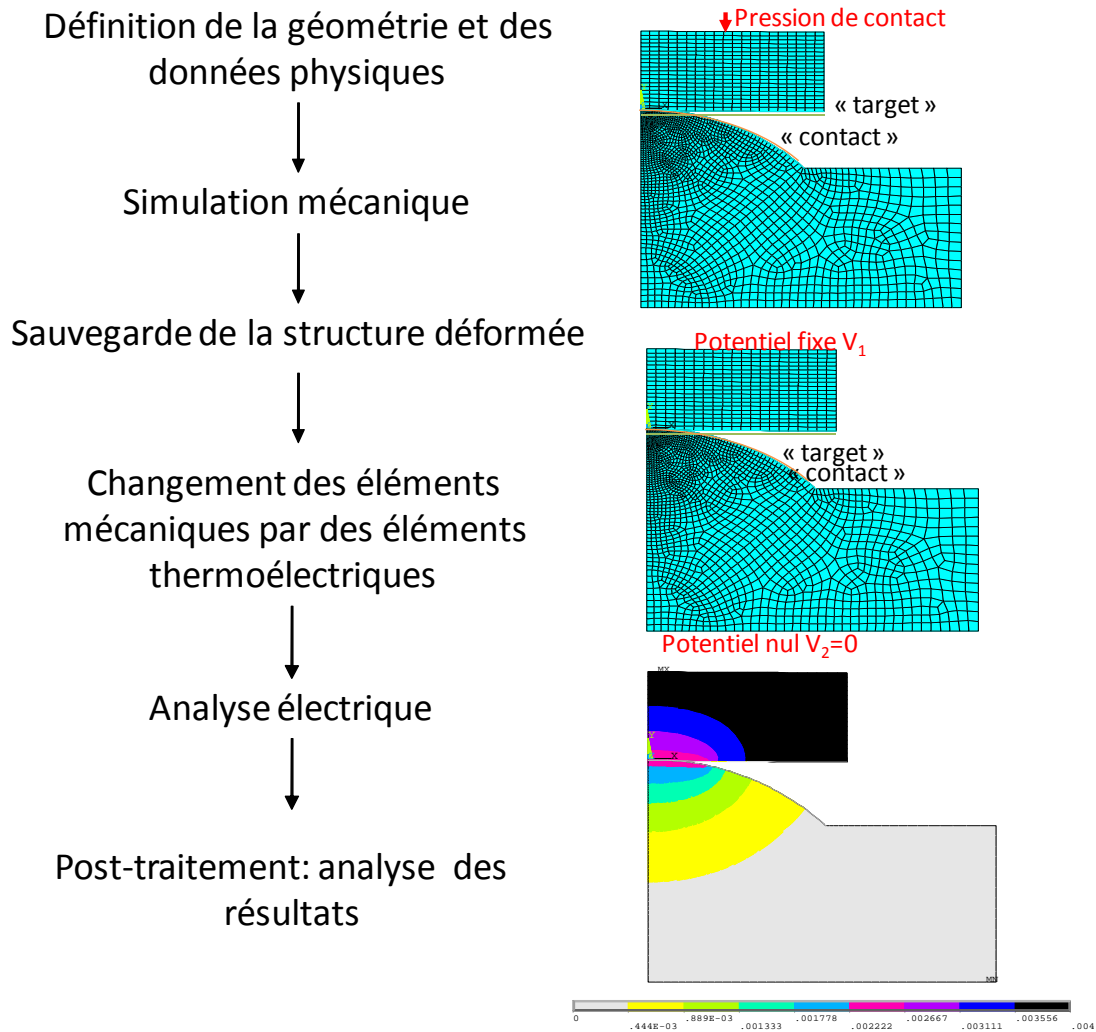 Définition de la géométrie et des
données physiques
Simulation mécanique
Sauvegarde de la structure déformée
Changement des éléments
mécaniques par des éléments
thermoélectriques
Analyse électrique
Post-traitement: analyse des
résultats
Pression de contact
« target »
« contact »
X
Potentiel fixe V₁
« target »
« contact »
X
Potentiel nul V₂=0
MX
Y
X
MN
0 .889E-03 .001778 .002667 .003556
.444E-03 .001333 .002222 .003111 .004